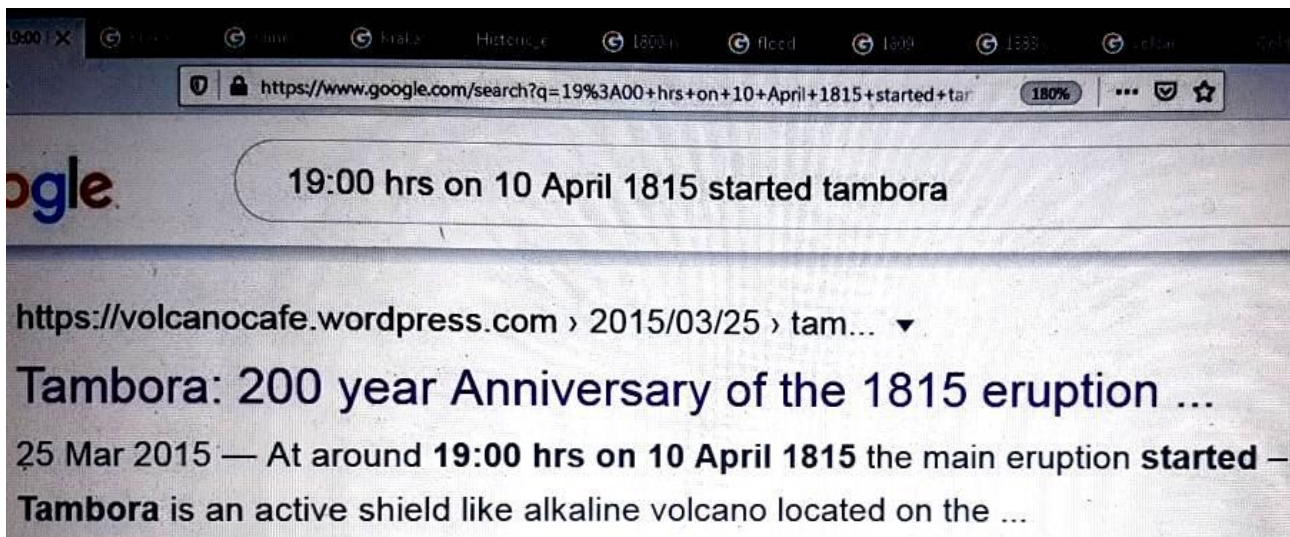 19:00 | X
https://www.google.com/search?q=19%3A00+hrs+on+10+April+1815+started+tar 180%
ogle
19:00 hrs on 10 April 1815 started tambora
https://volcanocafe.wordpress.com › 2015/03/25 › tam...
Tambora: 200 year Anniversary of the 1815 eruption ...
25 Mar 2015 — At around 19:00 hrs on 10 April 1815 the main eruption started –
Tambora is an active shield like alkaline volcano located on the ...